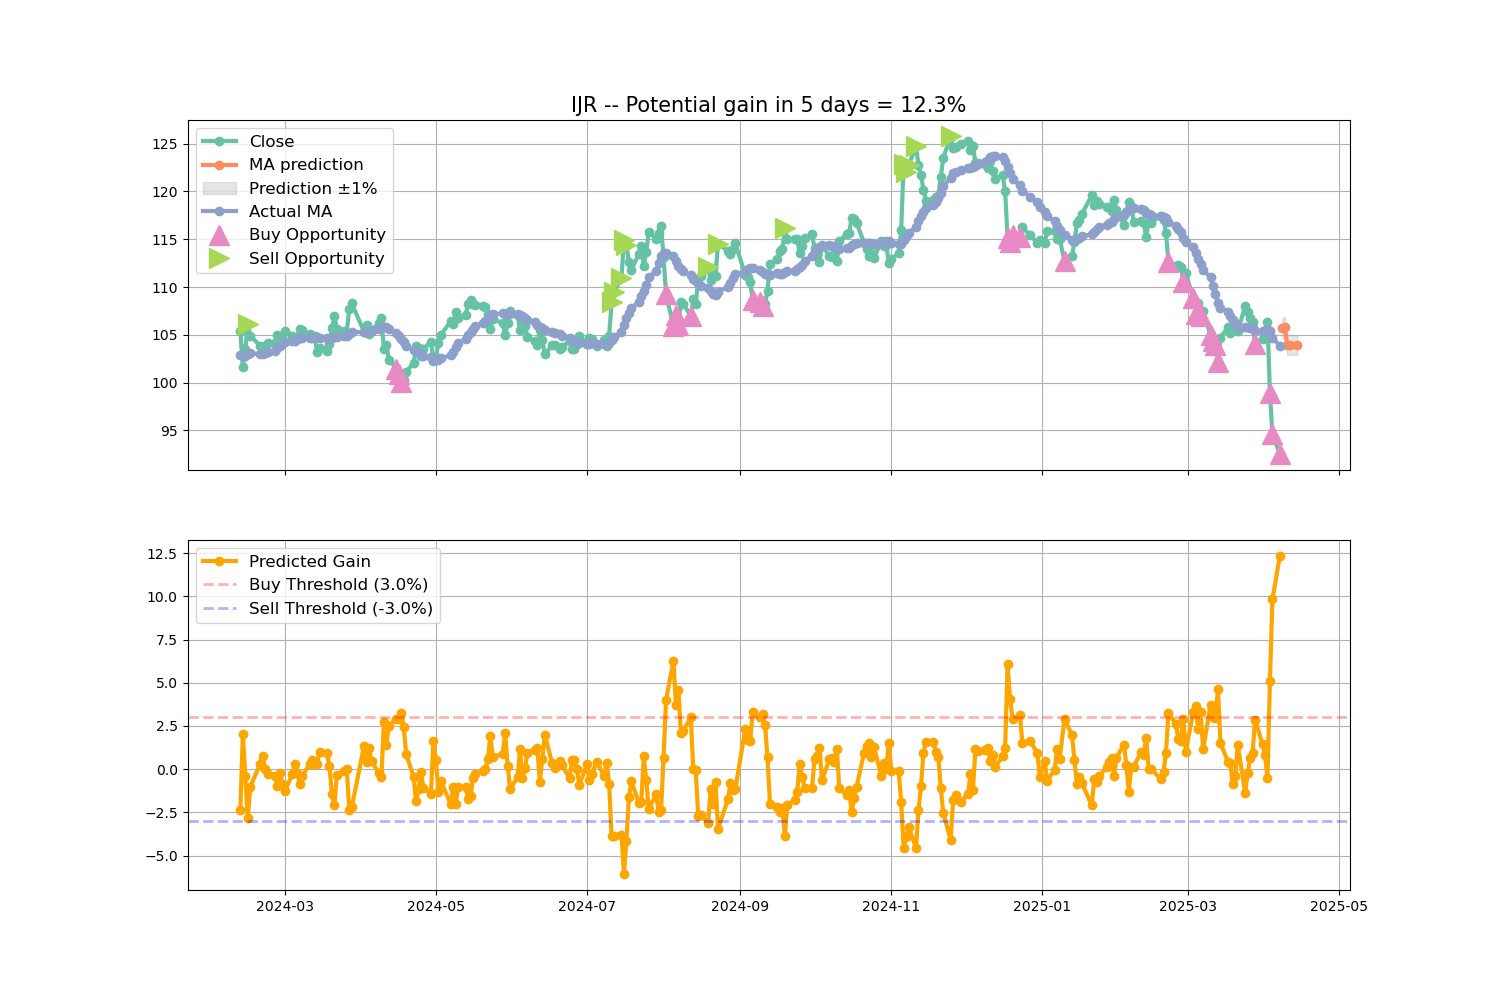 IJR -- Potential gain in 5 days = 12.3%
Close
MA prediction
Prediction ±1%
Actual MA
Buy Opportunity
Sell Opportunity
125
120
115
110
105
100
95
Predicted Gain
Buy Threshold (3.0%)
Sell Threshold (-3.0%)
12.5
10.0
7.5
5.0
2.5
0.0
−2.5
−5.0
2024-03
2024-05
2024-07
2024-09
2024-11
2025-01
2025-03
2025-05